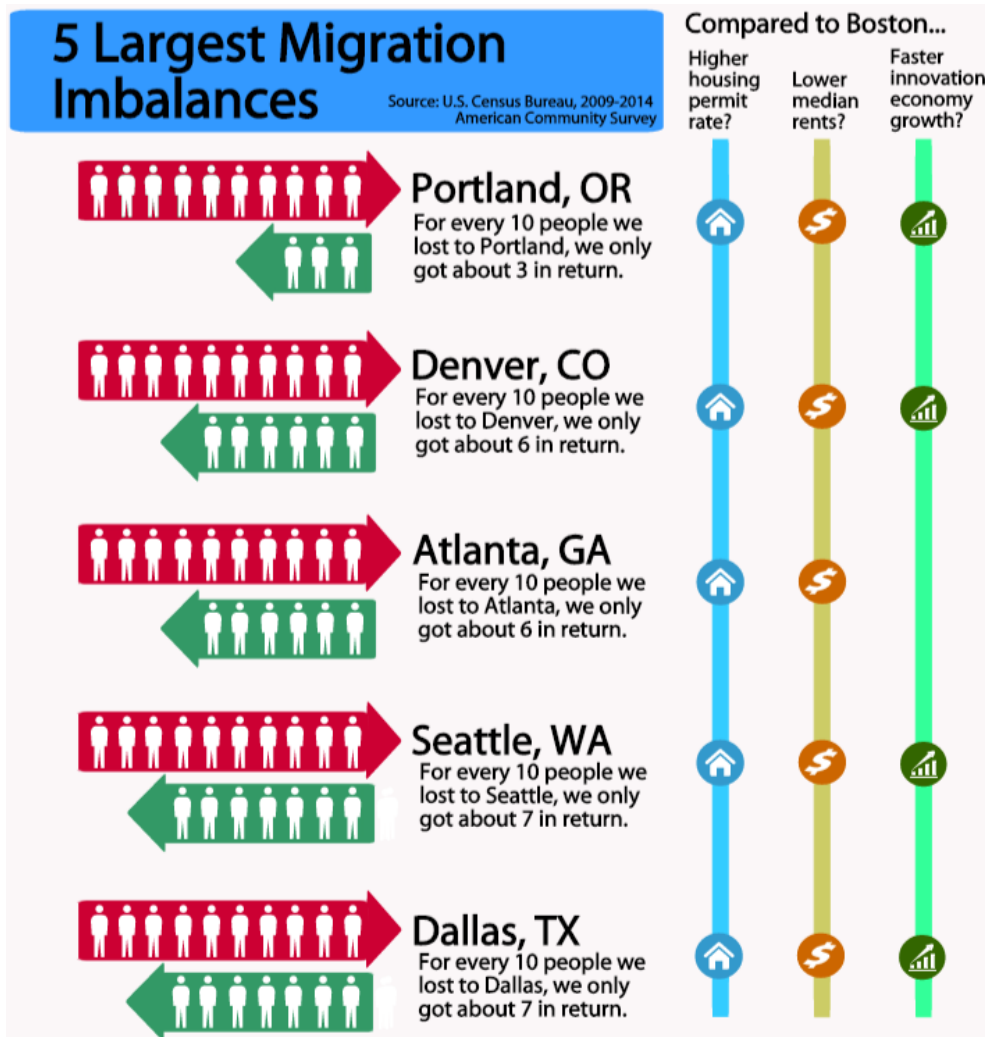 5 Largest Migration
Imbalances
Source: U.S. Census Bureau, 2009-2014
American Community Survey
Compared to Boston...
Higher
housing
permit
rate?
Lower
median
rents?
Faster
innovation
economy
growth?
Portland, OR
For every 10 people we
lost to Portland, we only
got about 3 in return.
Denver, CO
For every 10 people we
lost to Denver, we only
got about 6 in return.
Atlanta, GA
For every 10 people we
lost to Atlanta, we only
got about 6 in return.
Seattle, WA
For every 10 people we
lost to Seattle, we only
got about 7 in return.
Dallas, TX
For every 10 people we
lost to Dallas, we only
got about 7 in return.